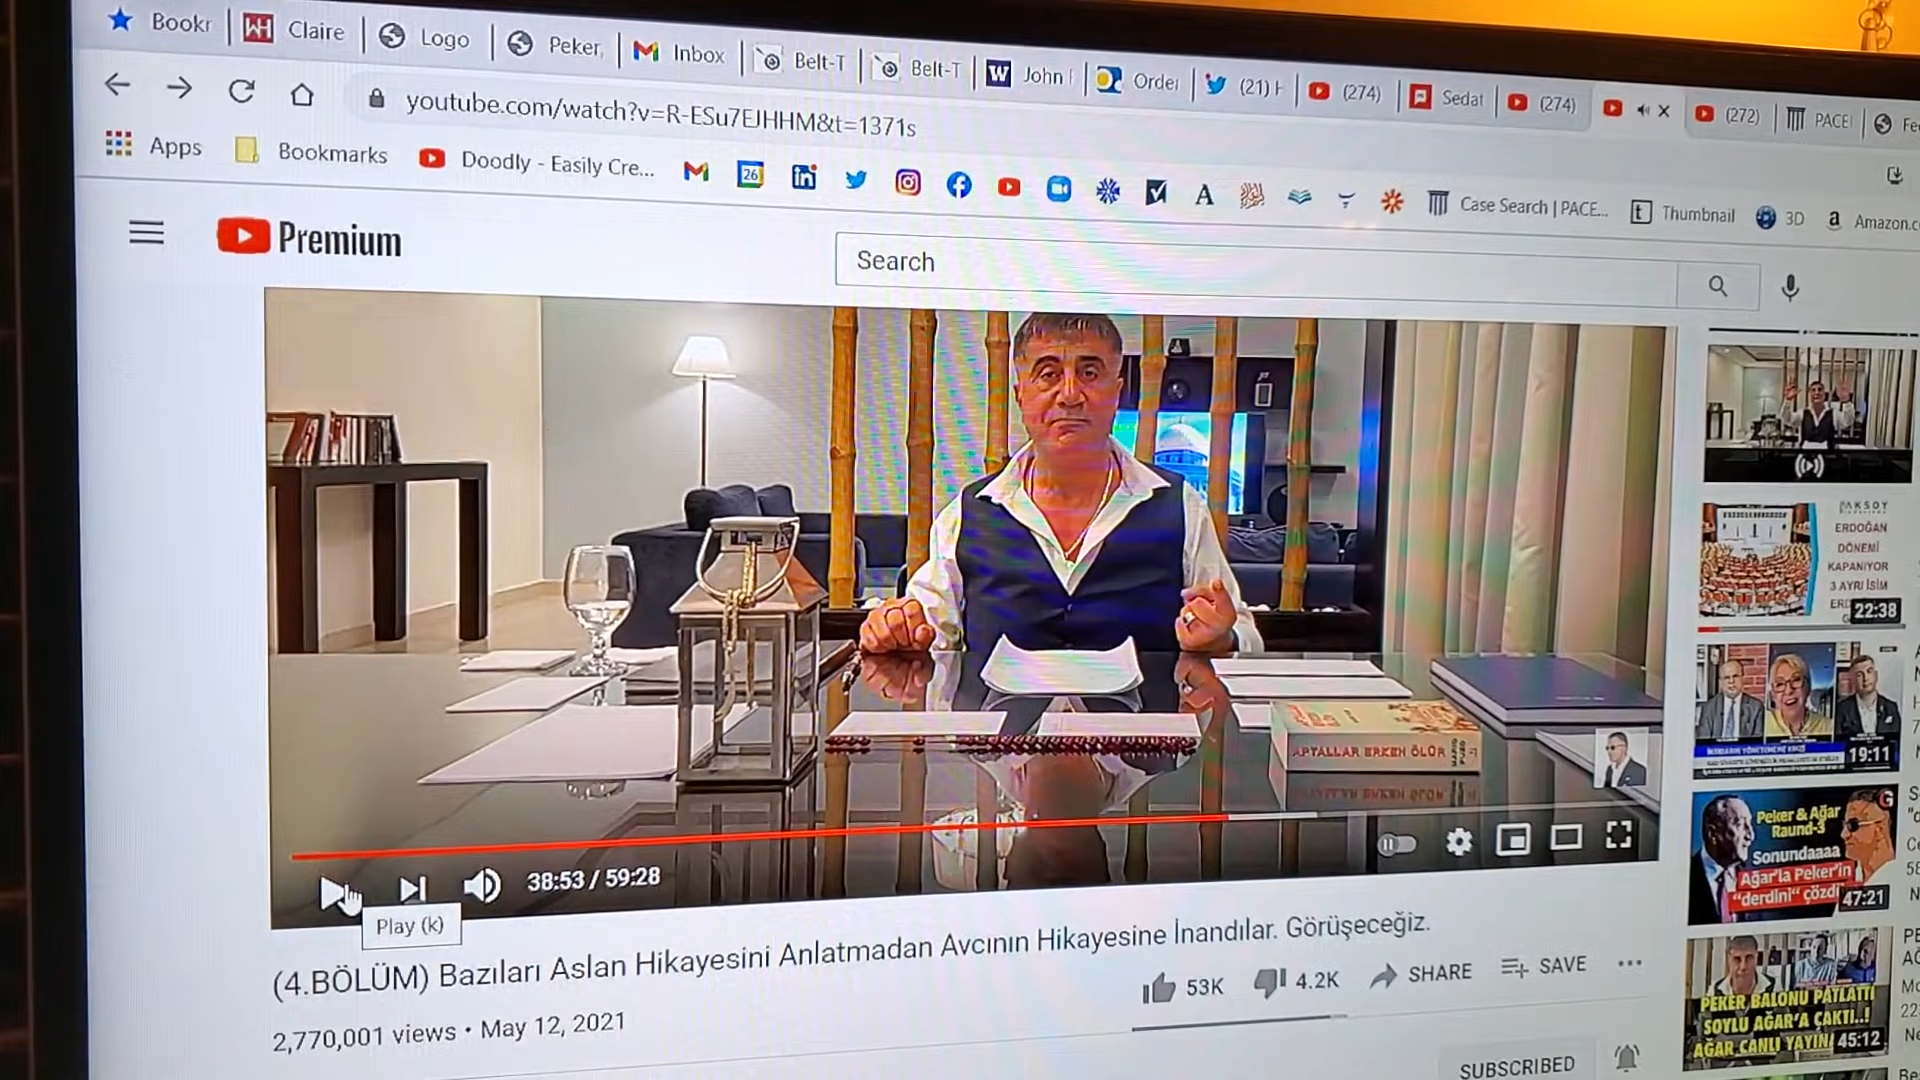 Bookr Claire Logo Peker, Inbox Belt-T Belt-T John Order (21) (274) Sedat (274) (272) PACE
youtube.com/watch?v=R-ESu7EJHHM&t=1371s
Apps Bookmarks Doodly - Easily Cre... 26 Case Search | PACE... Thumbnail 3D Amazon.c
Premium
Search
APTALLAR ERKEN ÖLÜR
MARIO PUZO
38:53 / 59:28
Play (k)
(4.BÖLÜM) Bazıları Aslan Hikayesini Anlatmadan Avcının Hikayesine İnandılar. Görüşeceğiz.
2,770,001 views • May 12, 2021
53K 4.2K SHARE SAVE
SUBSCRIBED
AKSOY
ERDOĞAN
DÖNEMİ
KAPANIYOR
3 AYRI İSİM
22:38
19:11
Peker & Ağar
Raund-3
Sonundaaaa
Ağar'la Peker'in
"derdini" çözdü
47:21
PEKER BALONU PATLATTI
SOYLU AĞAR'A ÇAKTI..!
AĞAR CANLI YAYIN
45:12